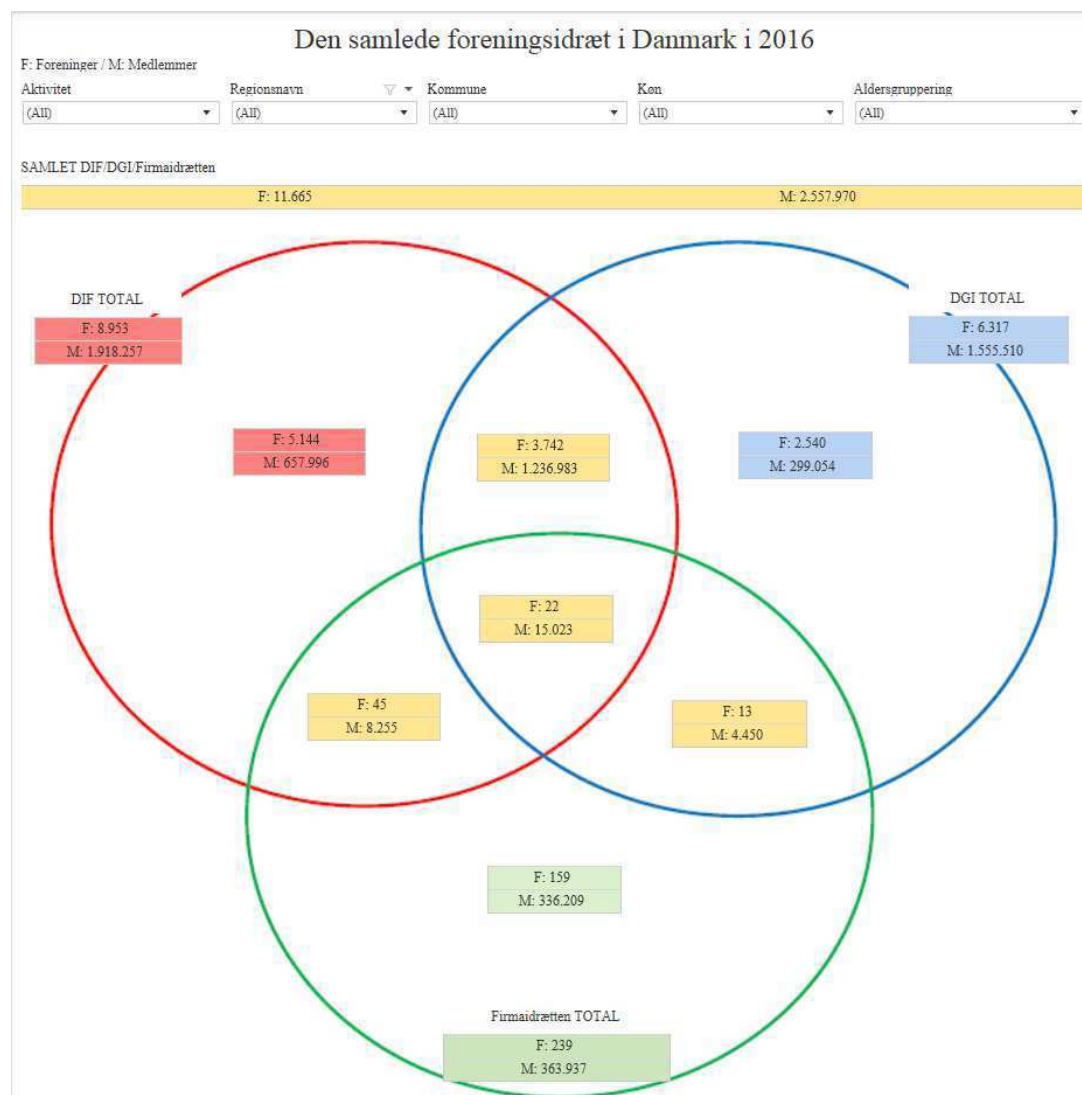 Den samlede foreningsidræt i Danmark i 2016
F: Foreninger / M: Medlemmer
Aktivitet Regionsnavn Kommune Køn Aldersgruppering
(All) (All) (All) (All) (All)
SAMLET DIF/DGI/Firmaidrætten
F: 11.665 M: 2.557.970
DIF TOTAL DGI TOTAL
F: 8.953 F: 6.317
M: 1.918.257 M: 1.555.510
F: 5.144 F: 3.742 F: 2.540
M: 657.996 M: 1.236.983 M: 299.054
F: 22
M: 15.023
F: 45 F: 13
M: 8.255 M: 4.450
F: 159
M: 336.209
Firmaidrætten TOTAL
F: 239
M: 363.937